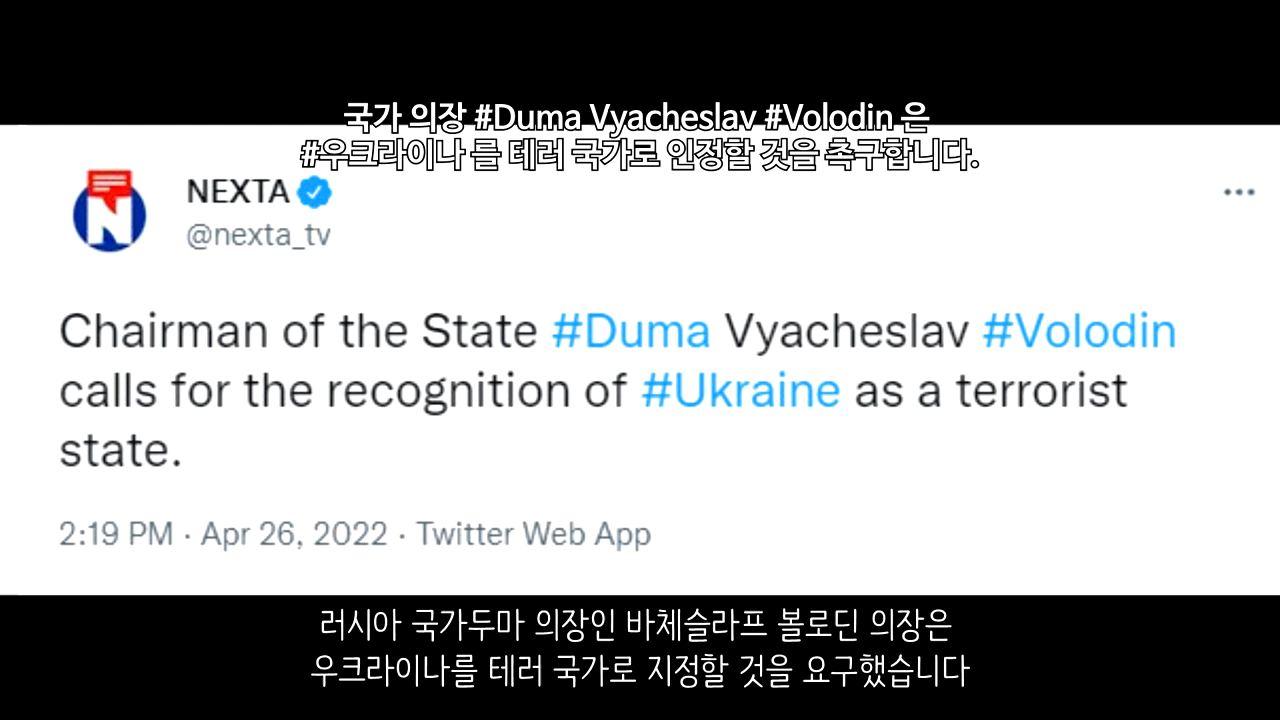 국가 의장 #Duma Vyacheslav #Volodin 은
#우크라이나 를 테러 국가로 인정할 것을 촉구합니다.
N
NEXTA
@nexta_tv
Chairman of the State #Duma Vyacheslav #Volodin
calls for the recognition of #Ukraine as a terrorist
state.
2:19 PM · Apr 26, 2022 · Twitter Web App
러시아 국가두마 의장인 바체슬라프 볼로딘 의장은
우크라이나를 테러 국가로 지정할 것을 요구했습니다